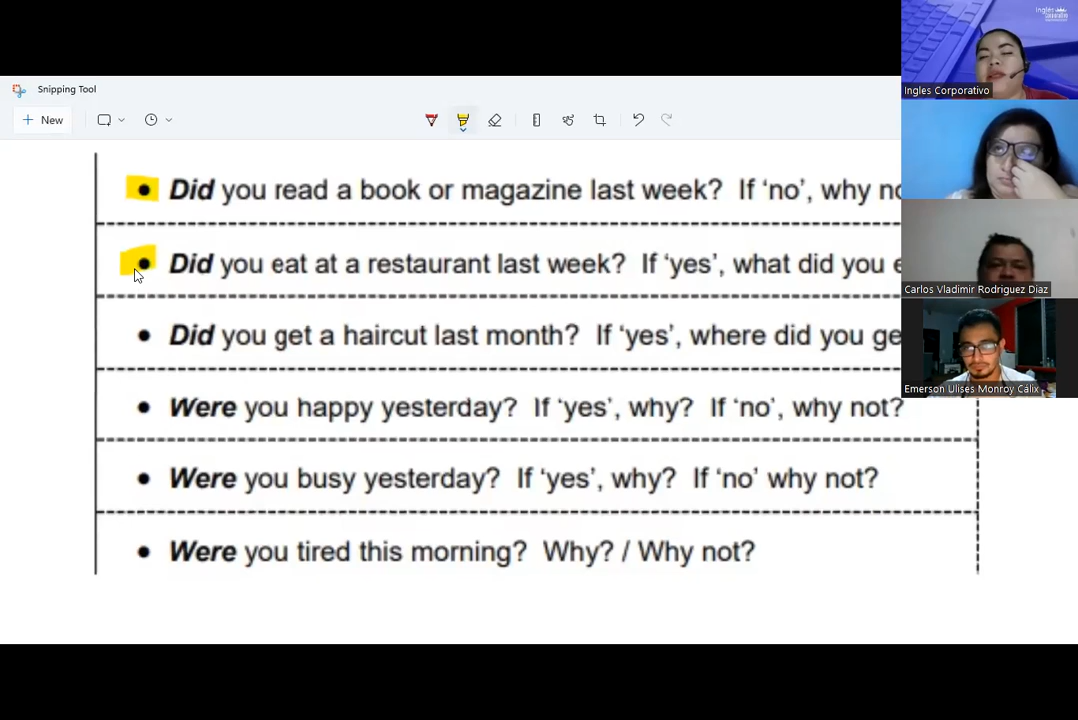 Snipping Tool
New
Did you read a book or magazine last week? If 'no', why
Did you eat at a restaurant last week? If 'yes', what did you
Did you get a haircut last month? If 'yes', where did you
Were you happy yesterday? If 'yes', why? If 'no', why not?
Were you busy yesterday? If 'yes', why? If 'no' why not?
Were you tired this morning? Why? / Why not?
Ingles Corporativo
Carlos Vladimir Rodriguez Diaz
Emerson Ulises Monroy Cálix